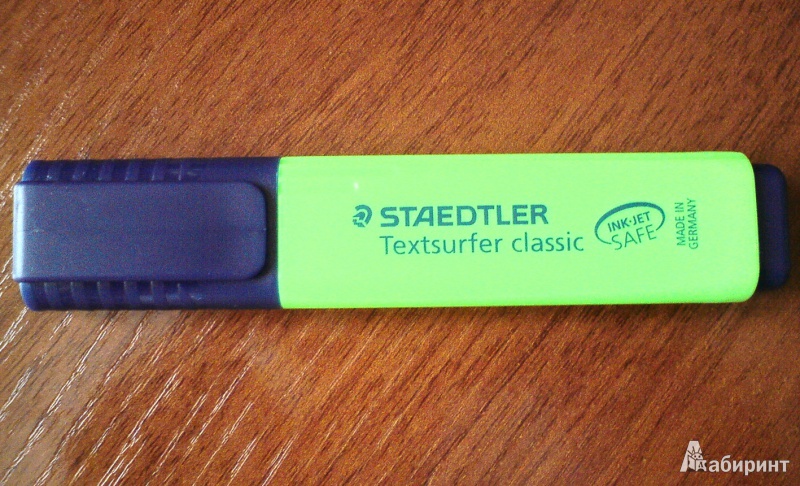 STAEDTLER
Textsurfer classic
INK-JET
SAFE
MADE IN
GERMANY
Лабиринт